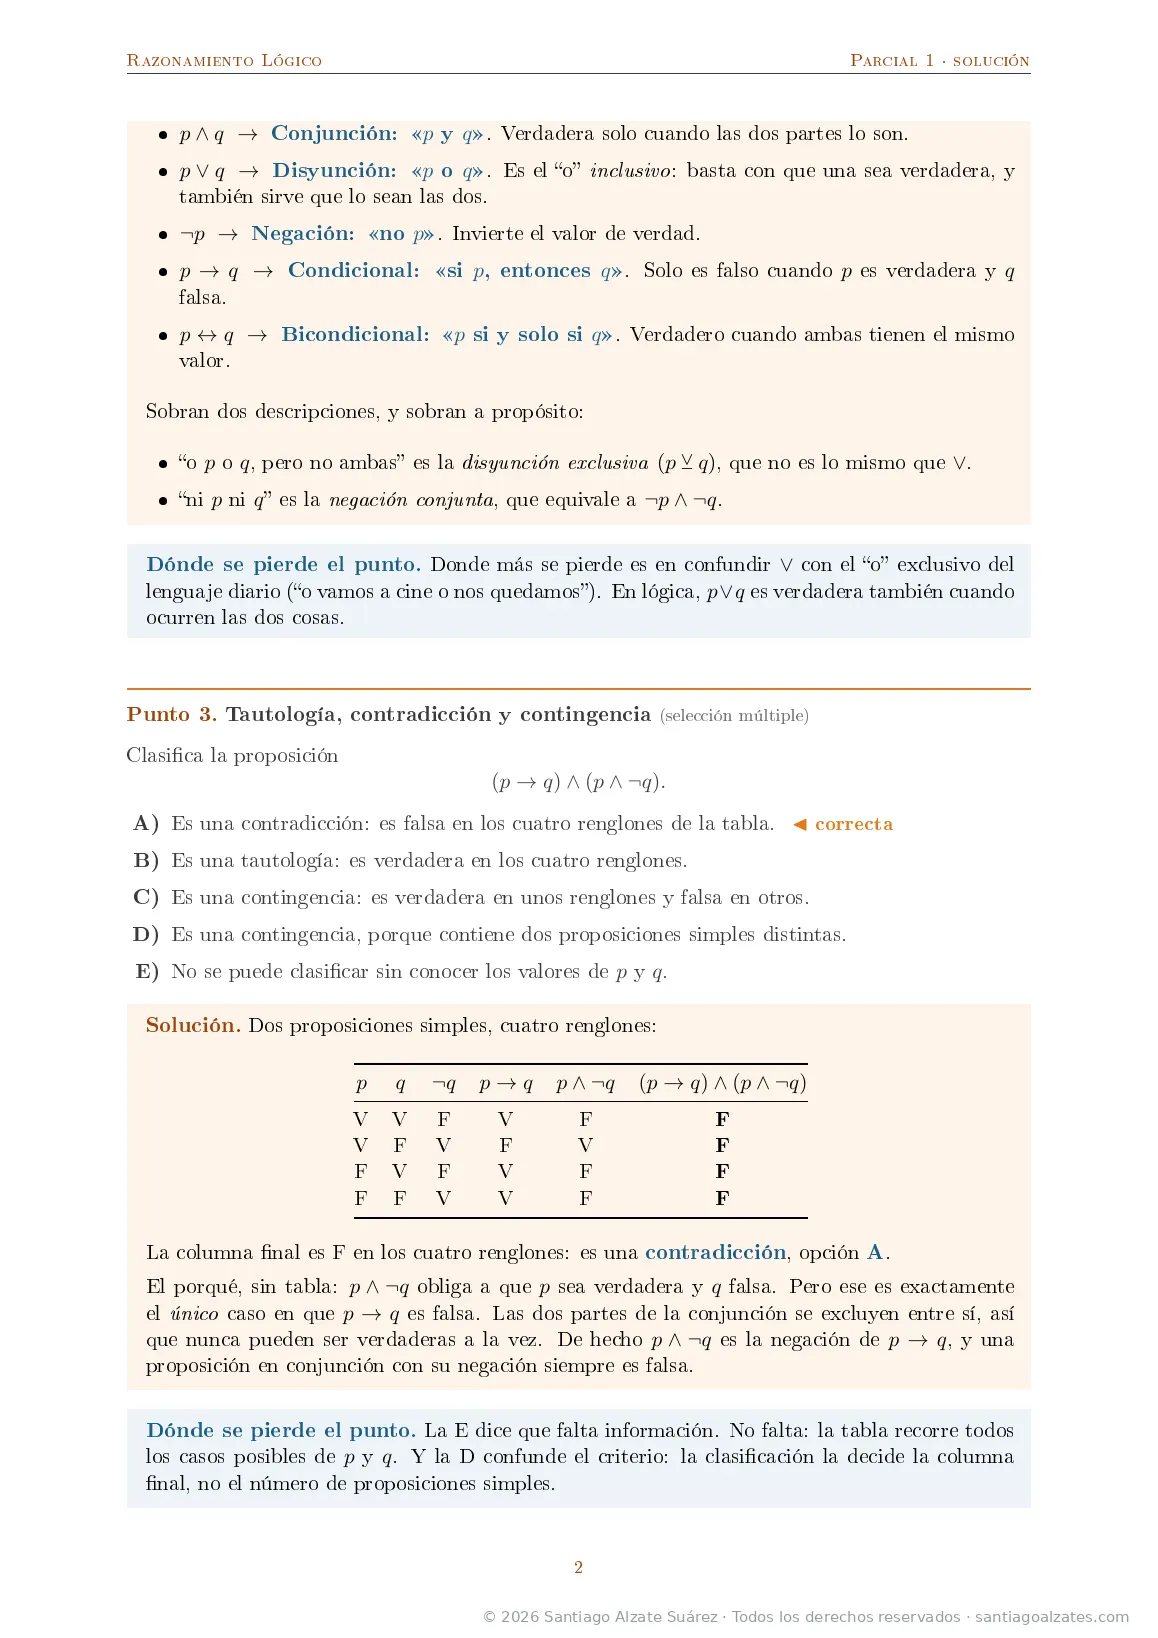 Razonamiento Lógico
Parcial 1 · solución
• p ∧ q → Conjunción: «p y q». Verdadera solo cuando las dos partes lo son.
• p ∨ q → Disyunción: «p o q». Es el “o” inclusivo: basta con que una sea verdadera, y
también sirve que lo sean las dos.
• ¬p → Negación: «no p». Invierte el valor de verdad.
• p → q → Condicional: «si p, entonces q». Solo es falso cuando p es verdadera y q
falsa.
• p ↔ q → Bicondicional: «p si y solo si q». Verdadero cuando ambas tienen el mismo
valor.
Sobran dos descripciones, y sobran a propósito:
• “o p o q, pero no ambas” es la disyunción exclusiva (p ⊻ q), que no es lo mismo que ∨.
• “ni p ni q” es la negación conjunta, que equivale a ¬p ∧ ¬q.
Dónde se pierde el punto. Donde más se pierde es en confundir ∨ con el “o” exclusivo del
lenguaje diario (“o vamos a cine o nos quedamos”). En lógica, p∨q es verdadera también cuando
ocurren las dos cosas.
Punto 3. Tautología, contradicción y contingencia (selección múltiple)
Clasifica la proposición
(p → q) ∧ (p ∧ ¬q).
A) Es una contradicción: es falsa en los cuatro renglones de la tabla. ◀ correcta
B) Es una tautología: es verdadera en los cuatro renglones.
C) Es una contingencia: es verdadera en unos renglones y falsa en otros.
D) Es una contingencia, porque contiene dos proposiciones simples distintas.
E) No se puede clasificar sin conocer los valores de p y q.
Solución. Dos proposiciones simples, cuatro renglones:
p q ¬q p → q p ∧ ¬q (p → q) ∧ (p ∧ ¬q)
V V F V F F
V F V F V F
F V F V F F
F F V V F F
La columna final es F en los cuatro renglones: es una contradicción, opción A.
El porqué, sin tabla: p ∧ ¬q obliga a que p sea verdadera y q falsa. Pero ese es exactamente
el único caso en que p → q es falsa. Las dos partes de la conjunción se excluyen entre sí, así
que nunca pueden ser verdaderas a la vez. De hecho p ∧ ¬q es la negación de p → q, y una
proposición en conjunción con su negación siempre es falsa.
Dónde se pierde el punto. La E dice que falta información. No falta: la tabla recorre todos
los casos posibles de p y q. Y la D confunde el criterio: la clasificación la decide la columna
final, no el número de proposiciones simples.
2
© 2026 Santiago Alzate Suárez · Todos los derechos reservados · santiagoalzates.com